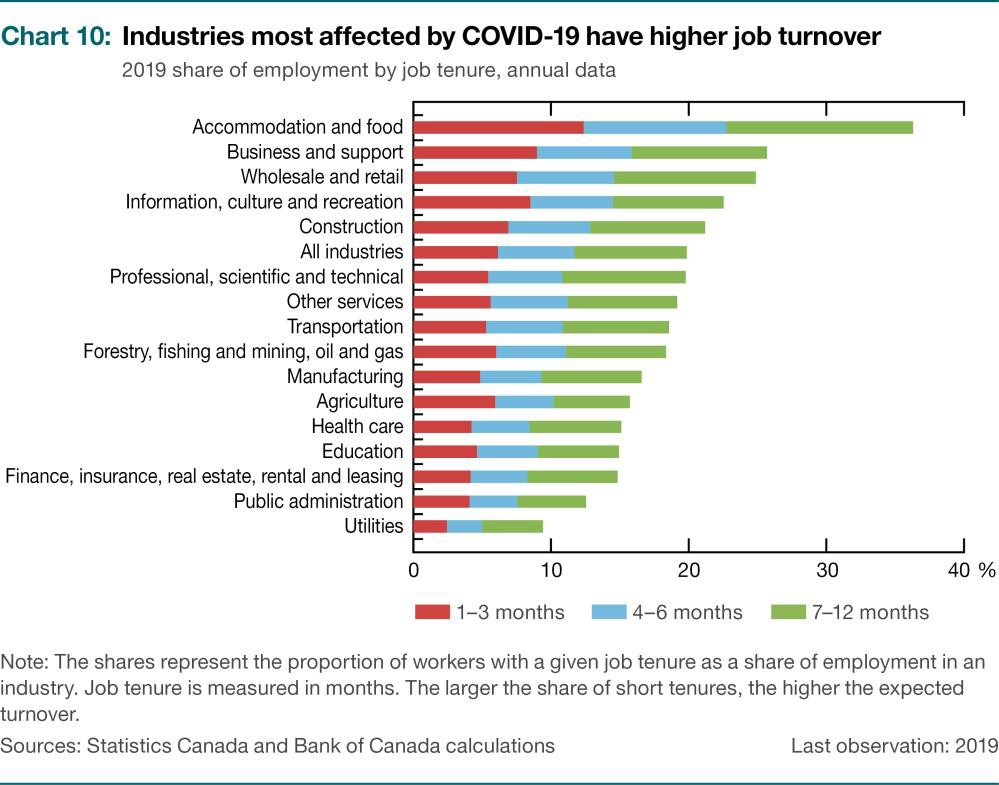 Chart 10: Industries most affected by COVID-19 have higher job turnover
2019 share of employment by job tenure, annual data
Accommodation and food
Business and support
Wholesale and retail
Information, culture and recreation
Construction
All industries
Professional, scientific and technical
Other services
Transportation
Forestry, fishing and mining, oil and gas
Manufacturing
Agriculture
Health care
Education
Finance, insurance, real estate, rental and leasing
Public administration
Utilities
0 10 20 30 40 %
1–3 months 4–6 months 7–12 months
Note: The shares represent the proportion of workers with a given job tenure as a share of employment in an
industry. Job tenure is measured in months. The larger the share of short tenures, the higher the expected
turnover.
Sources: Statistics Canada and Bank of Canada calculations Last observation: 2019